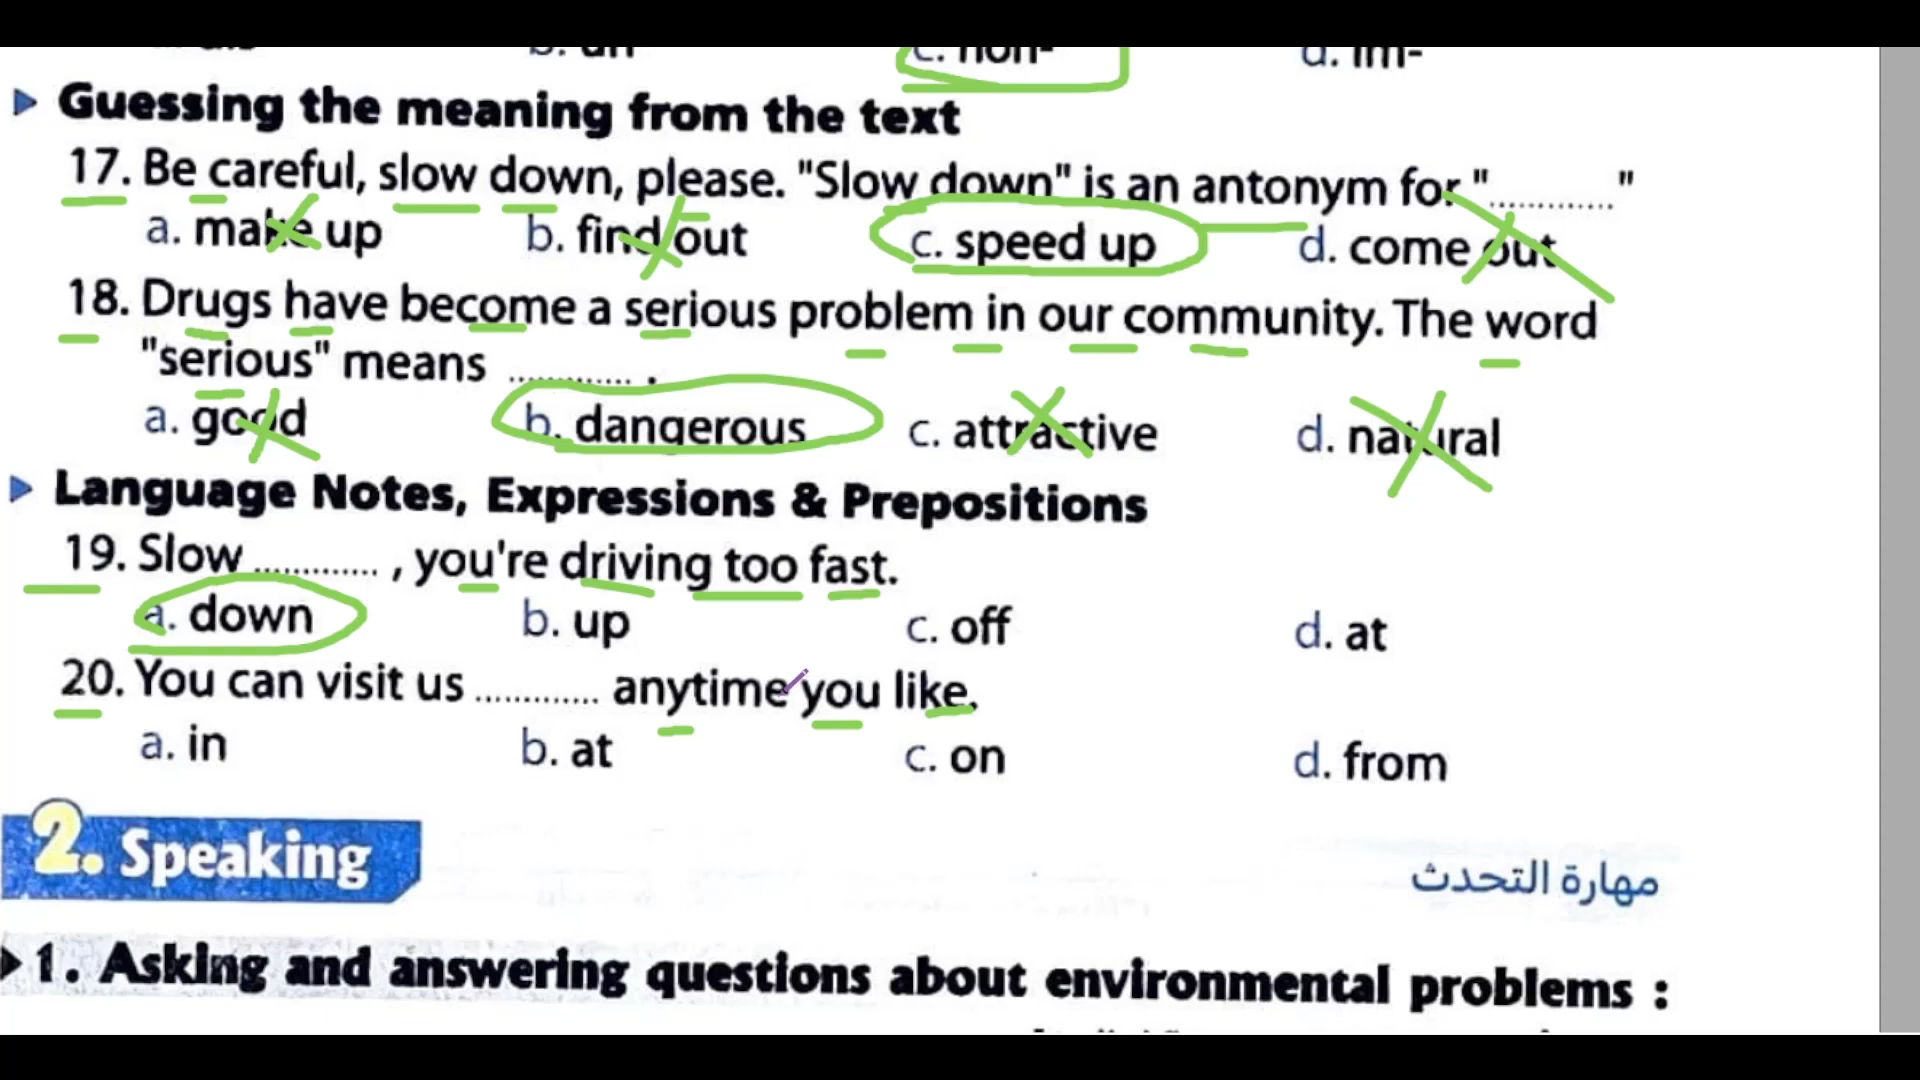 b. un- c. non- d. im-
Guessing the meaning from the text
17. Be careful, slow down, please. "Slow down" is an antonym for "............"
a. make up b. find out c. speed up d. come out
18. Drugs have become a serious problem in our community. The word
"serious" means ............ .
a. good b. dangerous c. attractive d. natural
Language Notes, Expressions & Prepositions
19. Slow ............ , you're driving too fast.
a. down b. up c. off d. at
20. You can visit us ............ anytime you like.
a. in b. at c. on d. from
2. Speaking
مهارة التحدث
1. Asking and answering questions about environmental problems :